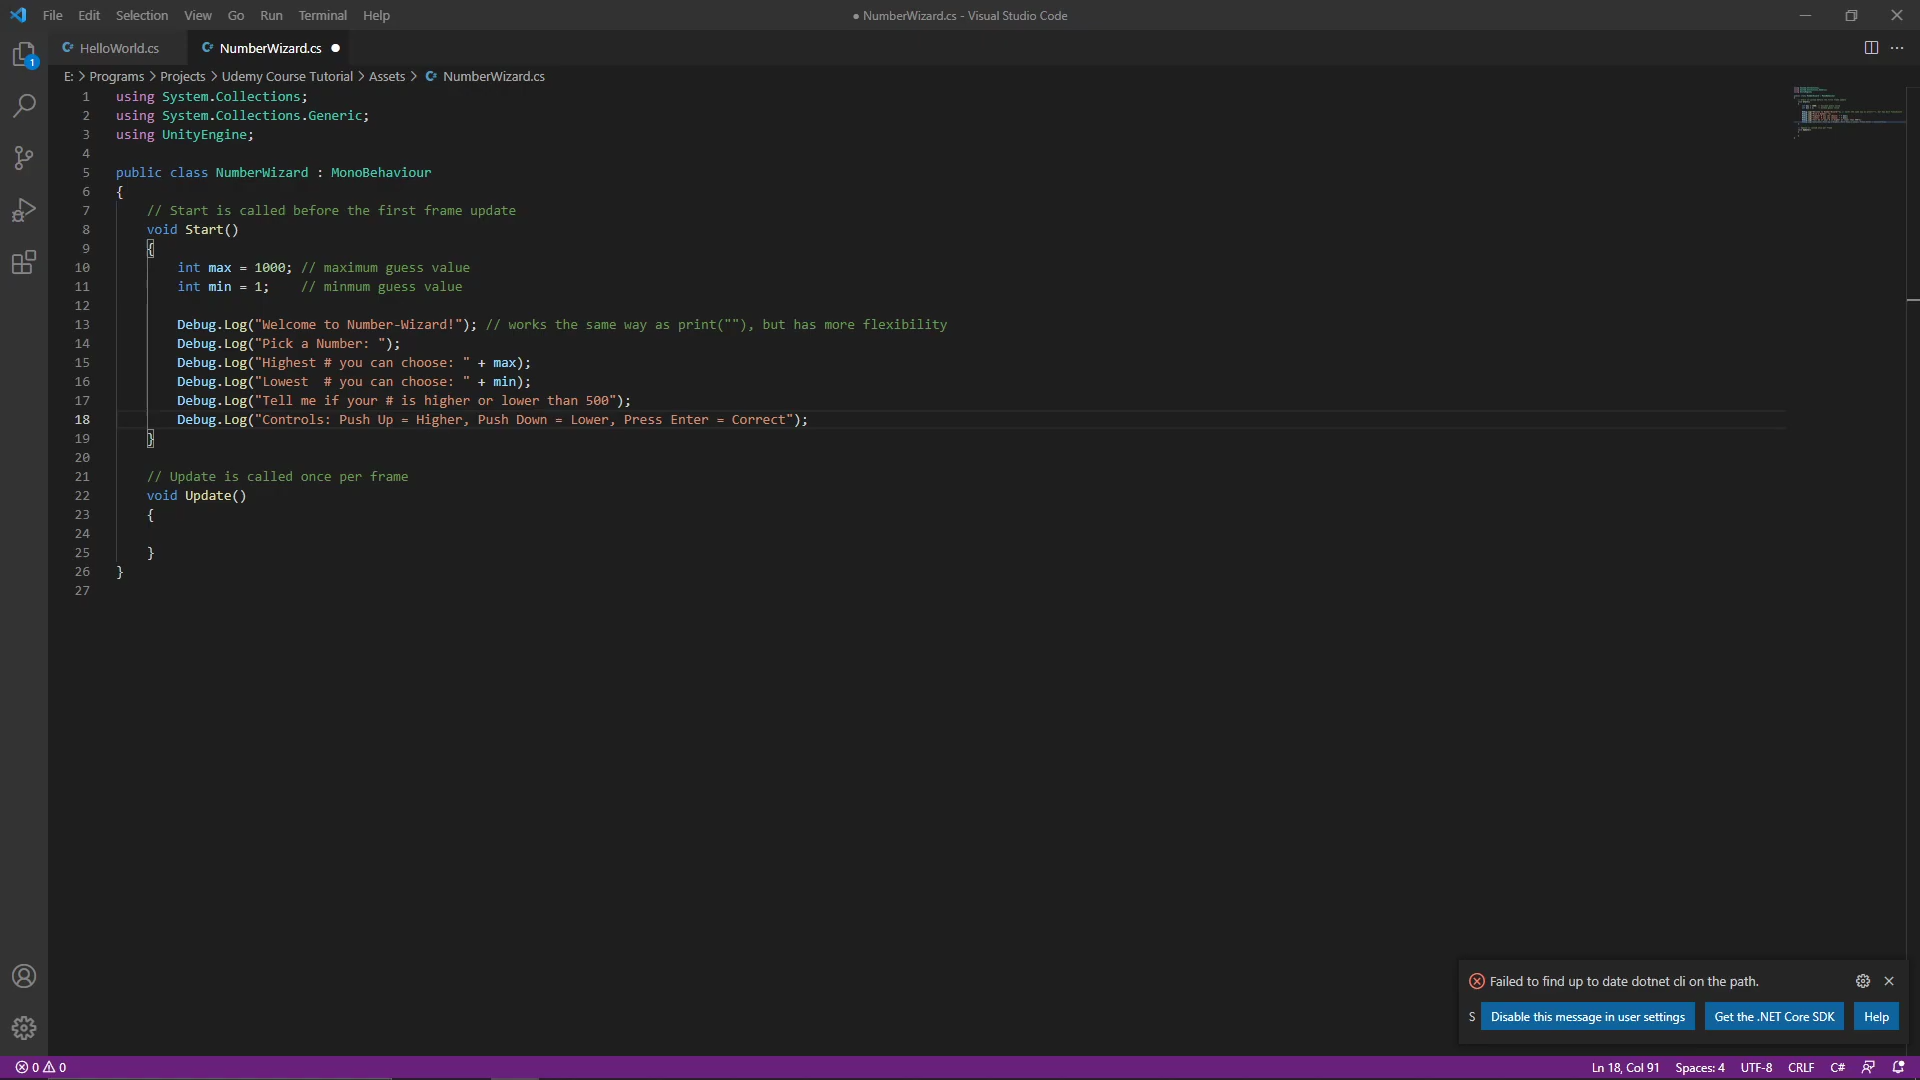 File Edit Selection View Go Run Terminal Help
● NumberWizard.cs - Visual Studio Code
HelloWorld.cs
NumberWizard.cs ●
E: > Programs > Projects > Udemy Course Tutorial > Assets > NumberWizard.cs
1 using System.Collections;
2 using System.Collections.Generic;
3 using UnityEngine;
4
5 public class NumberWizard : MonoBehaviour
6 {
7     // Start is called before the first frame update
8     void Start()
9     {
10         int max = 1000; // maximum guess value
11         int min = 1;    // minmum guess value
12
13         Debug.Log("Welcome to Number-Wizard!"); // works the same way as print(""), but has more flexibility
14         Debug.Log("Pick a Number: ");
15         Debug.Log("Highest # you can choose: " + max);
16         Debug.Log("Lowest  # you can choose: " + min);
17         Debug.Log("Tell me if your # is higher or lower than 500");
18         Debug.Log("Controls: Push Up = Higher, Push Down = Lower, Press Enter = Correct");
19     }
20
21     // Update is called once per frame
22     void Update()
23     {
24
25     }
26 }
27
1
Failed to find up to date dotnet cli on the path.
S Disable this message in user settings Get the .NET Core SDK Help
0 0
Ln 18, Col 91 Spaces: 4 UTF-8 CRLF C#